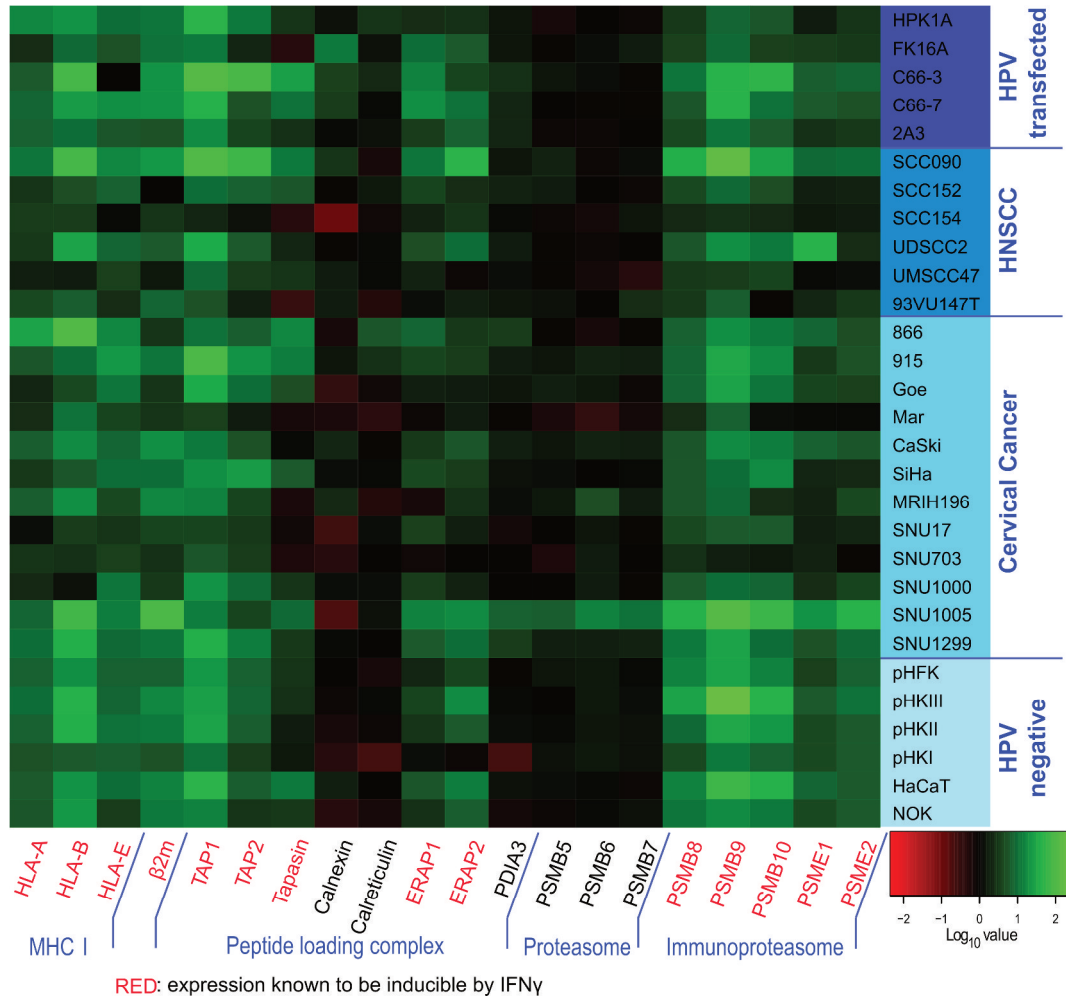 HPK1A
FK16A
C66-3
C66-7
2A3
HPV
transfected
SCC090
SCC152
SCC154
UDSCC2
UMSCC47
93VU147T
HNSCC
866
915
Goe
Mar
CaSki
SiHa
MRIH196
SNU17
SNU703
SNU1000
SNU1005
SNU1299
Cervical Cancer
pHFK
pHKIII
pHKII
pHKI
HaCaT
NOK
HPV
negative
HLA-A
HLA-B
HLA-E
β2m
TAP1
TAP2
Tapasin
Calnexin
Calreticulin
ERAP1
ERAP2
PDIA3
PSMB5
PSMB6
PSMB7
PSMB8
PSMB9
PSMB10
PSME1
PSME2
MHC I
Peptide loading complex
Proteasome
Immunoproteasome
−2 −1 0 1 2
Log10 value
RED: expression known to be inducible by IFNγ